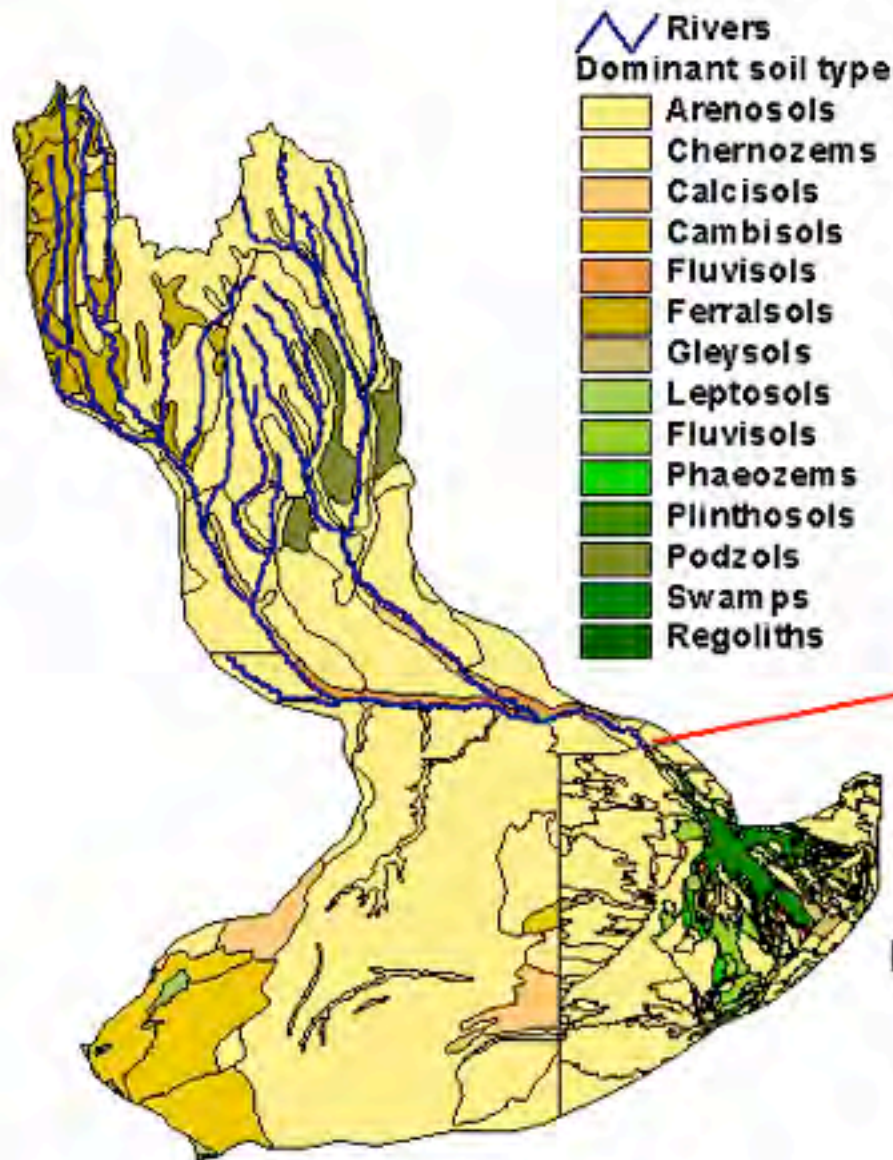 Rivers
Dominant soil type
Arenosols
Chernozems
Calcisols
Cambisols
Fluvisols
Ferralsols
Gleysols
Leptosols
Fluvisols
Phaeozems
Plinthosols
Podzols
Swamps
Regoliths